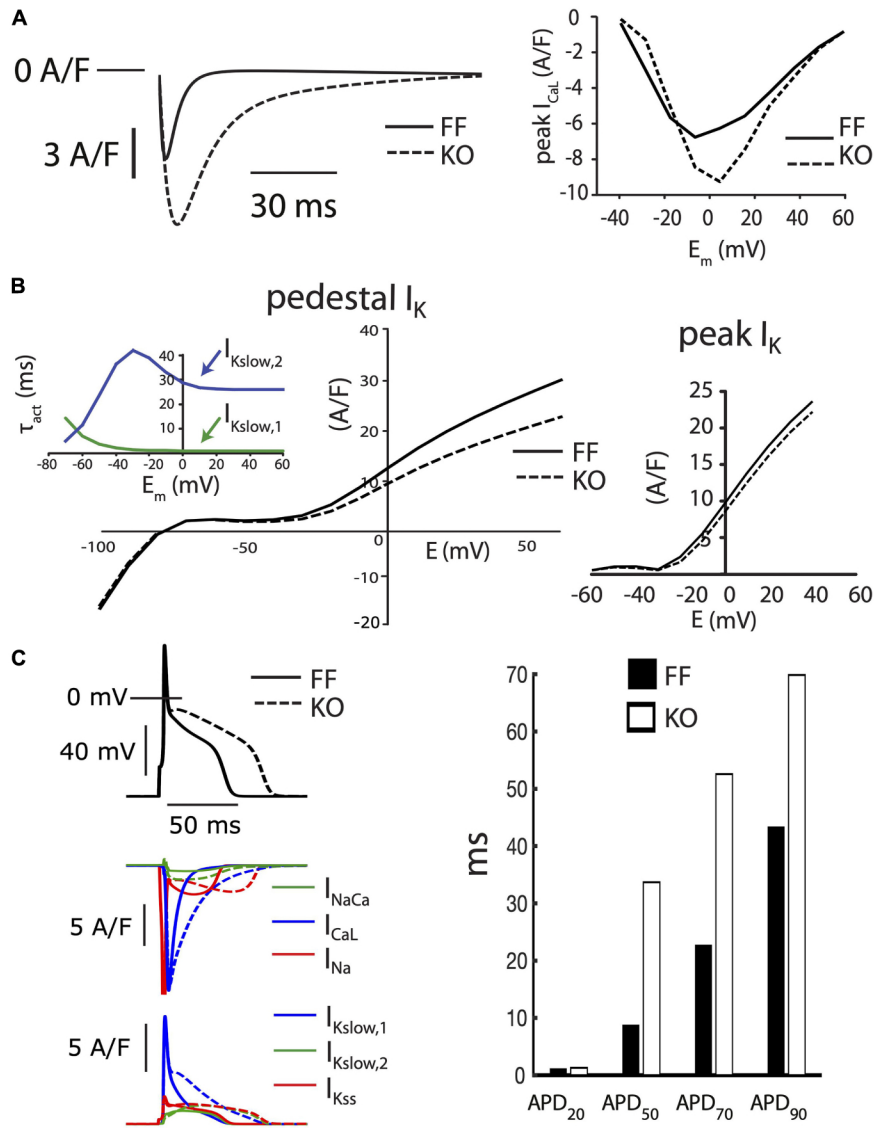 A
0 A/F
3 A/F
FF
KO
30 ms
peak I_CaL (A/F)
0
-2
-4
-6
-8
-10
-40 -20 0 20 40 60
E_m (mV)
FF
KO
B
pedestal I_K
τ_act (ms)
40
30
20
10
I_Kslow,2
I_Kslow,1
-80 -60 -40 -20 0 20 40 60
E_m (mV)
(A/F)
40
30
20
10
0
-10
-20
-100 -50 50
E (mV)
FF
KO
peak I_K
(A/F)
25
20
15
10
5
-60 -40 -20 0 20 40 60
E (mV)
C
0 mV
40 mV
FF
KO
50 ms
5 A/F
I_NaCa
I_CaL
I_Na
5 A/F
I_Kslow,1
I_Kslow,2
I_Kss
ms
70
60
50
40
30
20
10
0
FF
KO
APD_20 APD_50 APD_70 APD_90